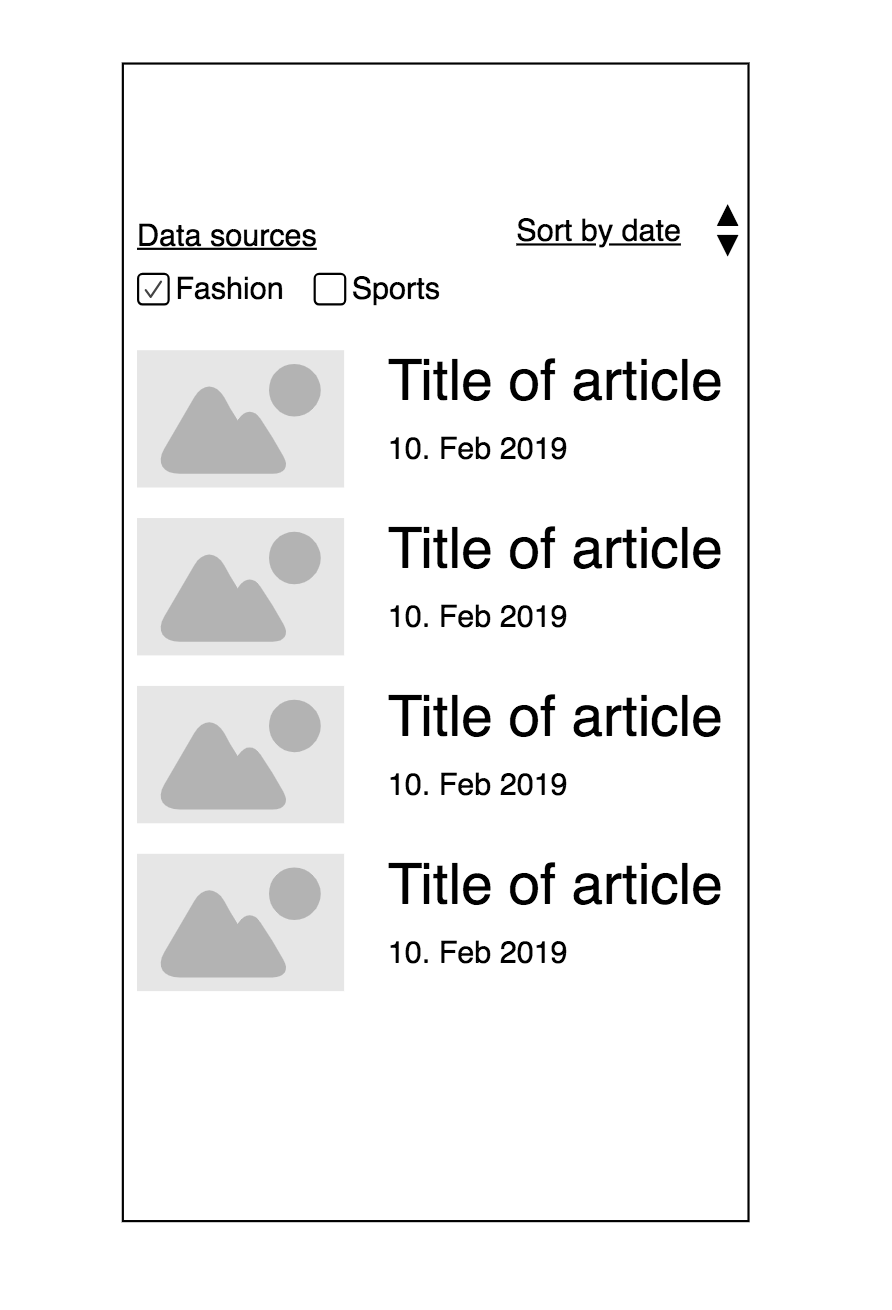 Data sources
Sort by date
Fashion
Sports
Title of article
10. Feb 2019
Title of article
10. Feb 2019
Title of article
10. Feb 2019
Title of article
10. Feb 2019